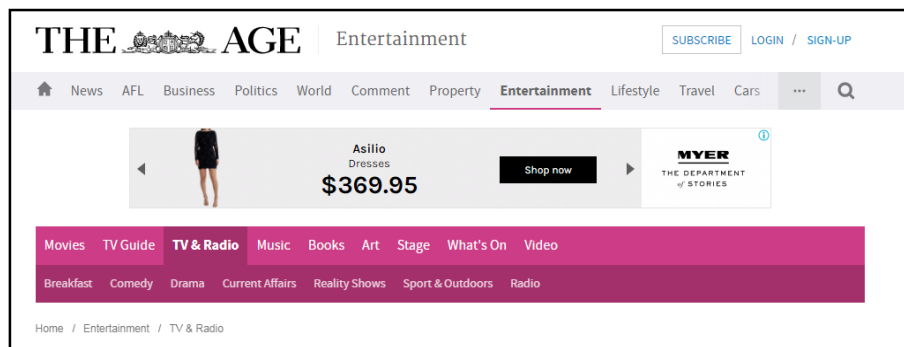 THE AGE Entertainment SUBSCRIBE LOGIN / SIGN-UP
News AFL Business Politics World Comment Property Entertainment Lifestyle Travel Cars ...
Asilio
Dresses
$369.95
Shop now
MYER
THE DEPARTMENT
of STORIES
Movies TV Guide TV & Radio Music Books Art Stage What's On Video
Breakfast Comedy Drama Current Affairs Reality Shows Sport & Outdoors Radio
Home / Entertainment / TV & Radio